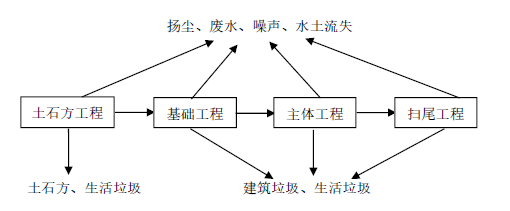 扬尘、废水、噪声、水土流失
土石方工程
基础工程
主体工程
扫尾工程
土石方、生活垃圾
建筑垃圾、生活垃圾